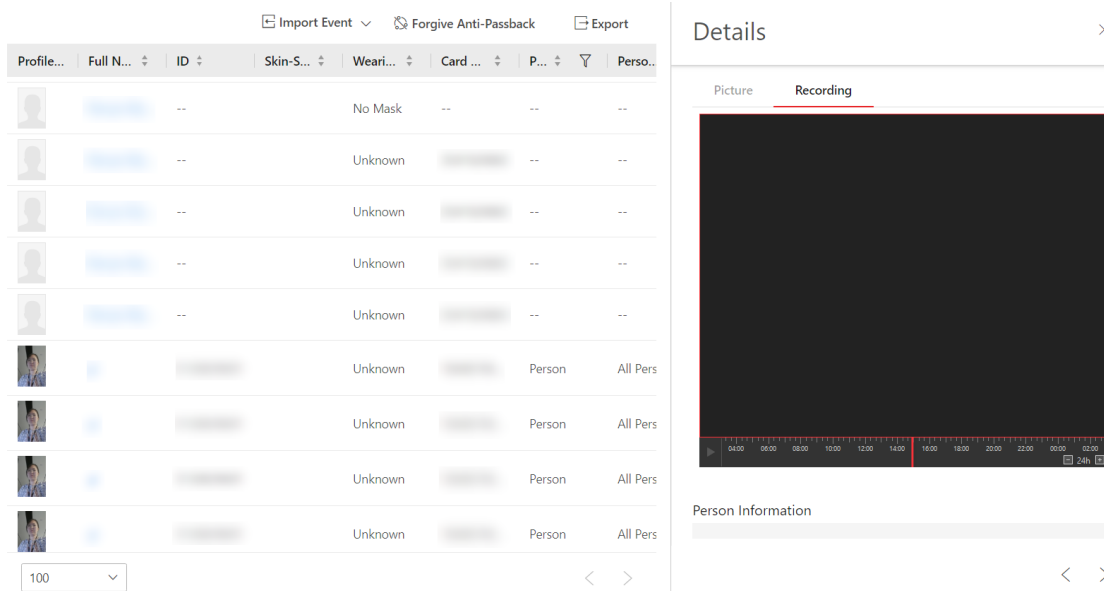 Import Event Forgive Anti-Passback Export
Profile... Full N... ID Skin-S... Weari... Card ... P... Perso...
-- No Mask -- -- --
-- Unknown -- --
-- Unknown -- --
-- Unknown -- --
-- Unknown -- --
Unknown Person All Pers
Unknown Person All Pers
Unknown Person All Pers
Unknown Person All Pers
100
Details
Picture Recording
04:00 06:00 08:00 10:00 12:00 14:00 16:00 18:00 20:00 22:00 00:00 02:00
24h
Person Information